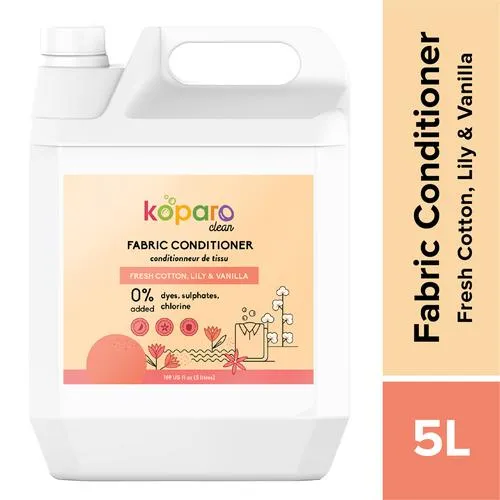 koparo
clean
FABRIC CONDITIONER
conditionneur de tissu
FRESH COTTON, LILY & VANILLA
0%
added
dyes, sulphates,
chlorine
169 US fl oz (5 litres)
Fabric Conditioner
Fresh Cotton, Lily & Vanilla
5L